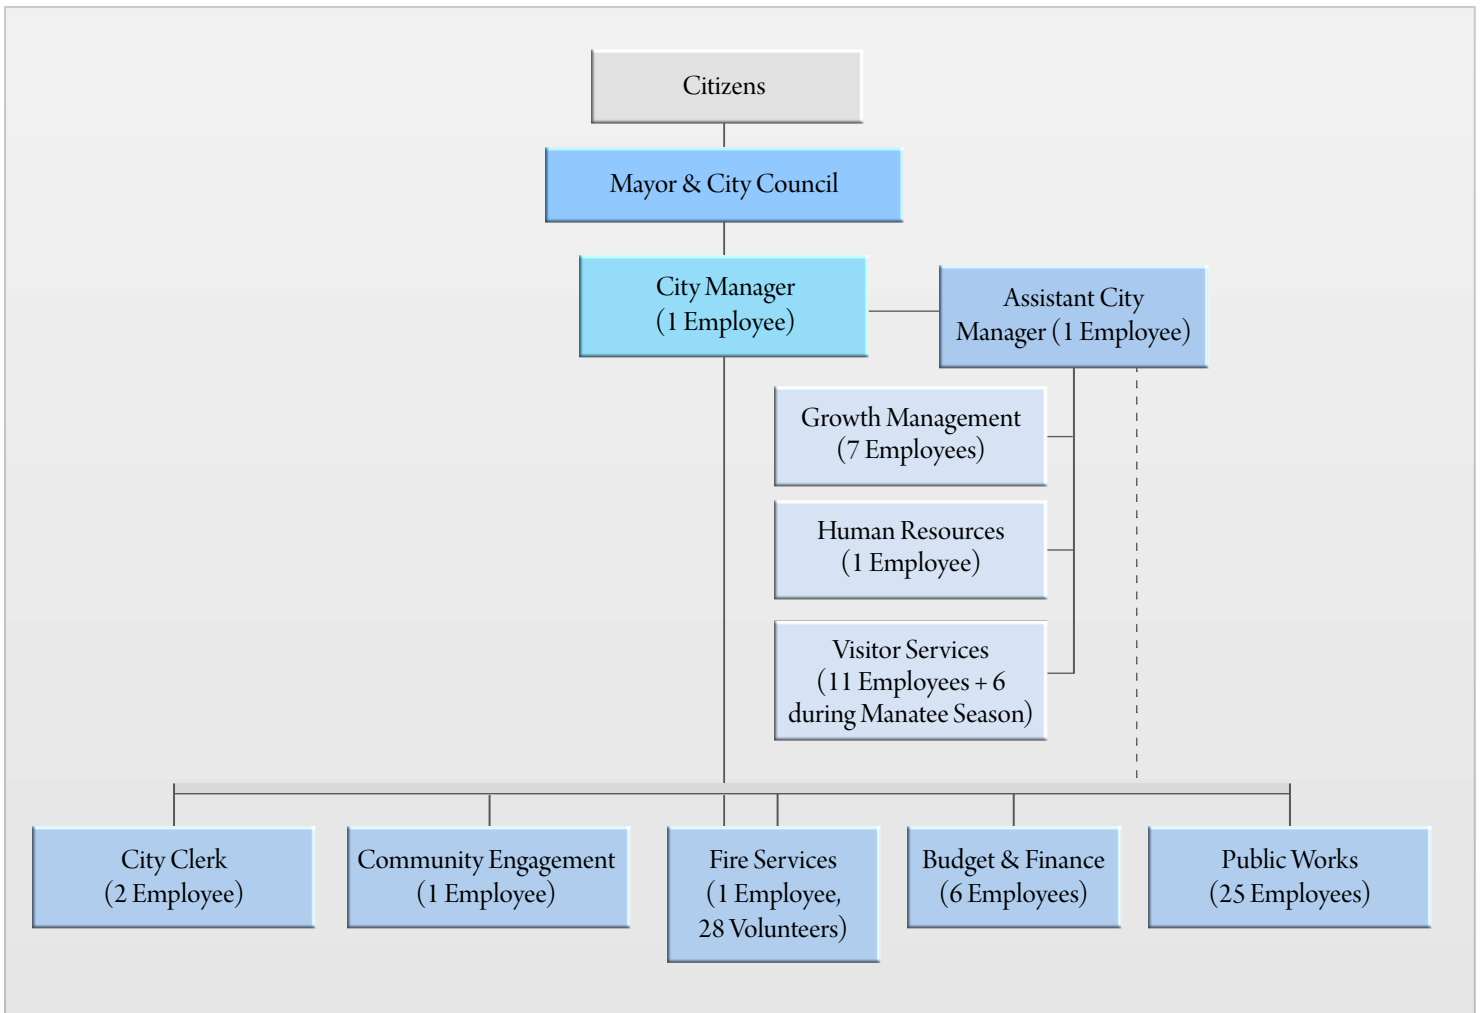 Citizens
Mayor & City Council
City Manager
(1 Employee)
Assistant City
Manager (1 Employee)
Growth Management
(7 Employees)
Human Resources
(1 Employee)
Visitor Services
(11 Employees + 6
during Manatee Season)
City Clerk
(2 Employee)
Community Engagement
(1 Employee)
Fire Services
(1 Employee,
28 Volunteers)
Budget & Finance
(6 Employees)
Public Works
(25 Employees)